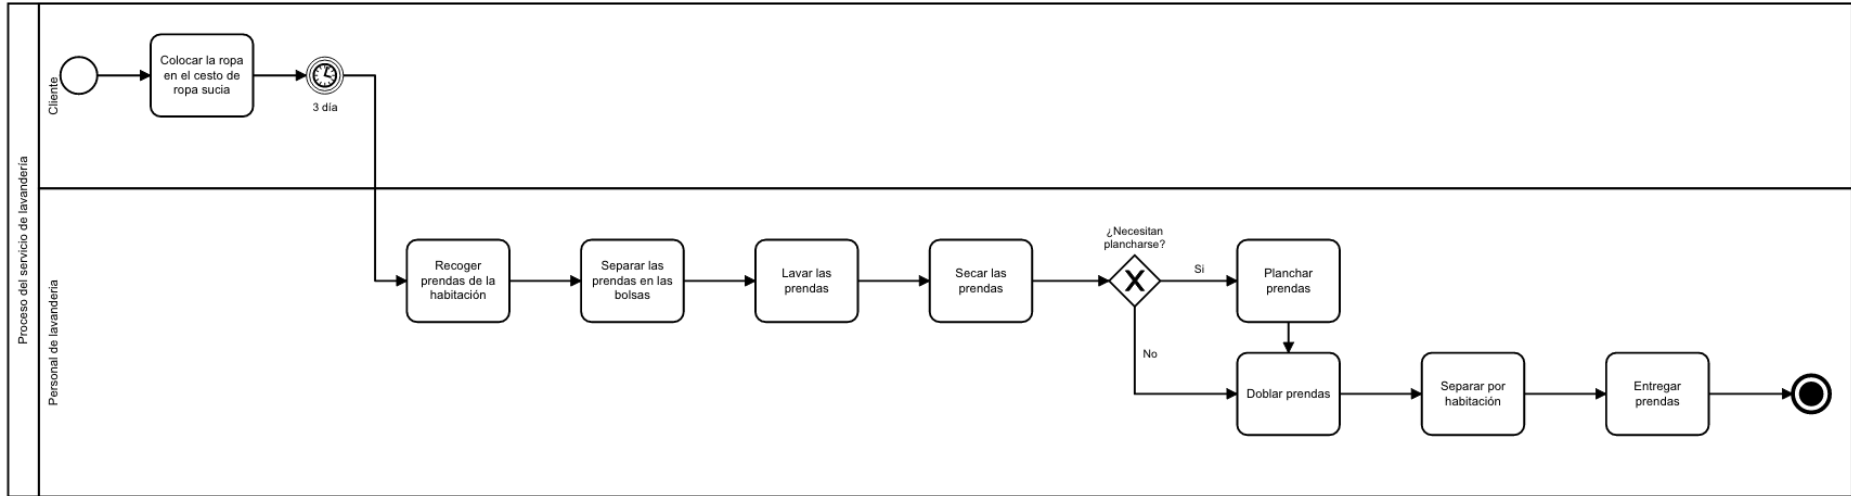 Proceso del servicio de lavandería
Cliente
Colocar la ropa
en el cesto de
ropa sucia
3 día
Personal de lavanderia
Recoger
prendas de la
habitación
Separar las
prendas en las
bolsas
Lavar las
prendas
Secar las
prendas
¿Necesitan
plancharse?
Si
Planchar
prendas
No
Doblar prendas
Separar por
habitación
Entregar
prendas